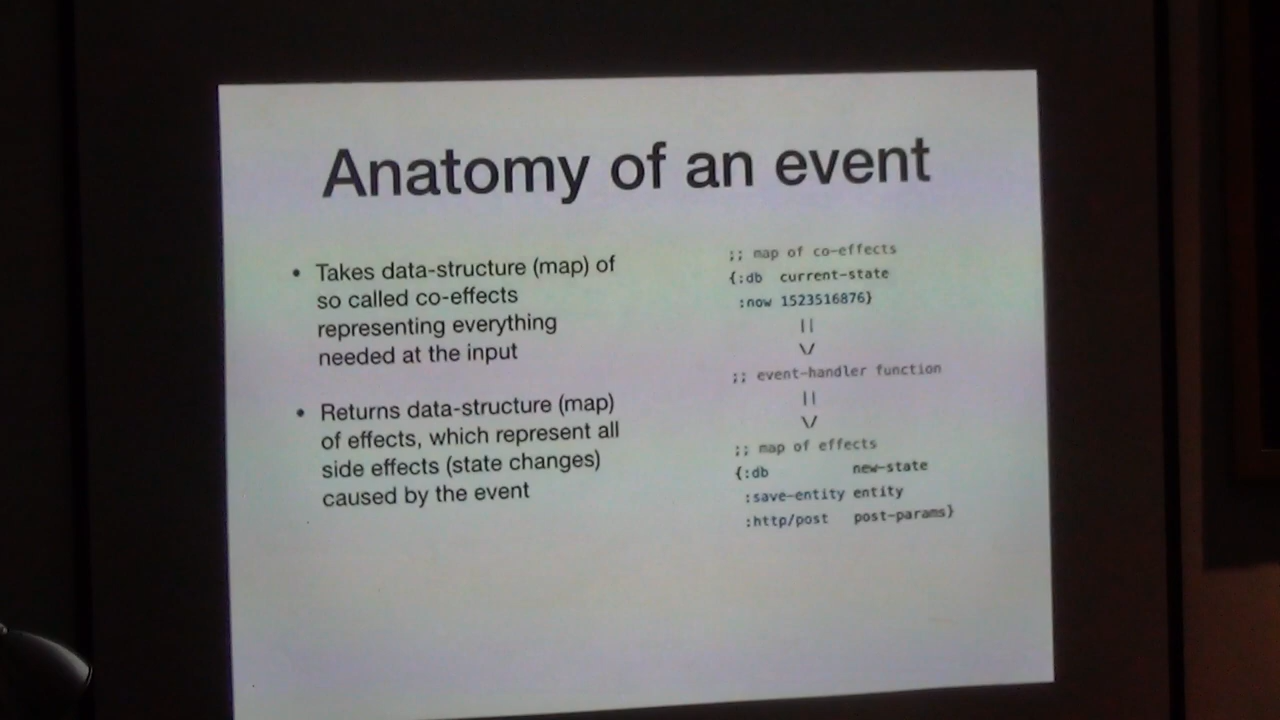 Anatomy of an event
• Takes data-structure (map) of
so called co-effects
representing everything
needed at the input
• Returns data-structure (map)
of effects, which represent all
side effects (state changes)
caused by the event
;; map of co-effects
{:db current-state
:now 1523516876}
||
\/
;; event-handler function
||
\/
;; map of effects
{:db new-state
:save-entity entity
:http/post post-params}